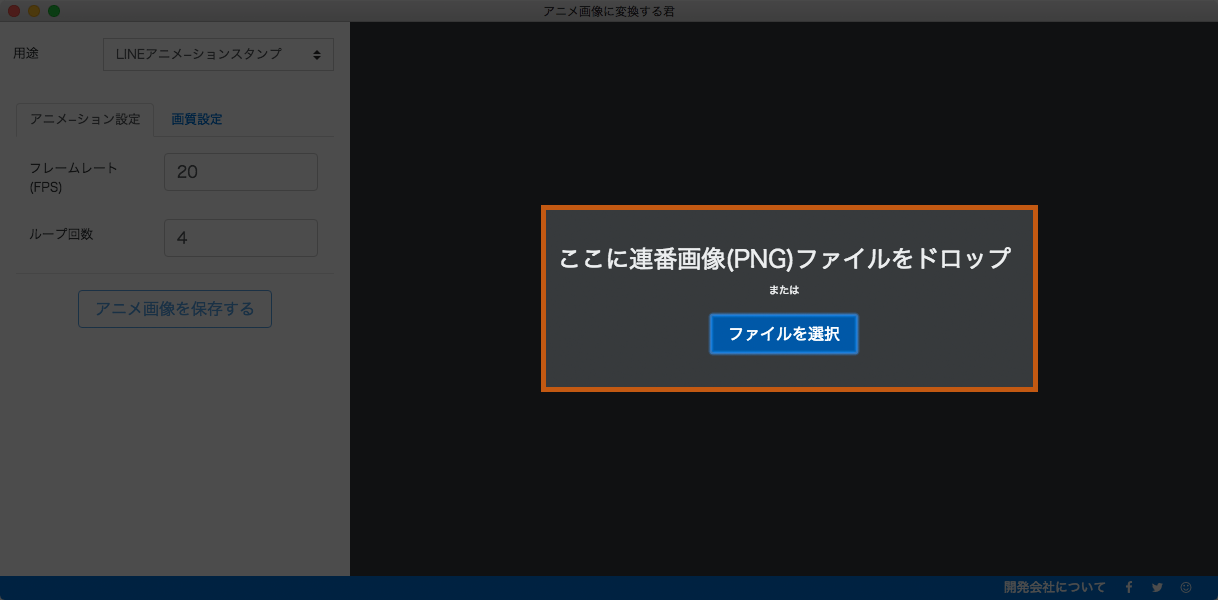 アニメ画像に変換する君
用途
LINEアニメーションスタンプ
アニメーション設定
画質設定
フレームレート
(FPS)
20
ループ回数
4
アニメ画像を保存する
ここに連番画像(PNG)ファイルをドロップ
または
ファイルを選択
開発会社について